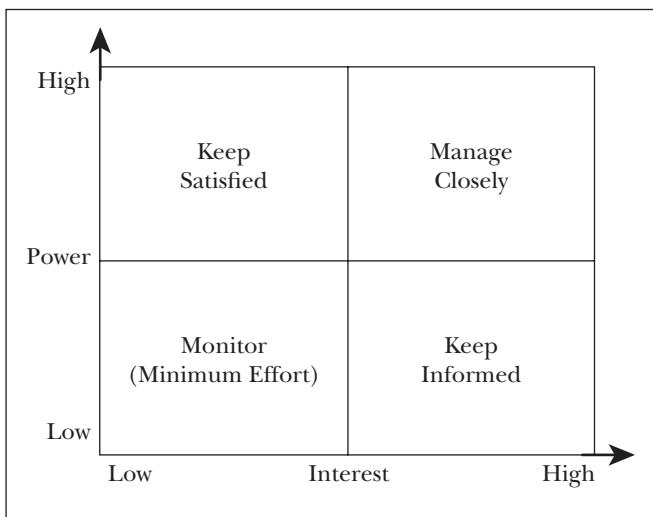 High
Keep
Satisfied
Manage
Closely
Power
Monitor
(Minimum Effort)
Keep
Informed
Low
Low
Interest
High